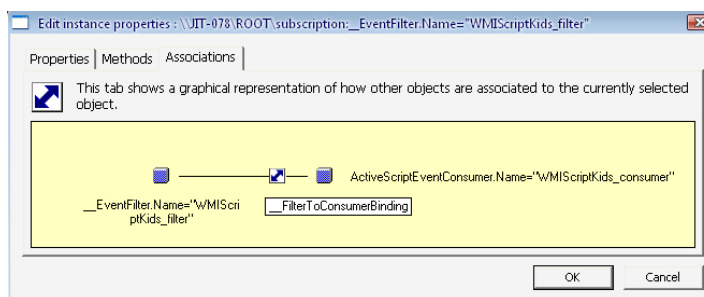 Edit instance properties : \\JIT-078\ROOT\subscription:__EventFilter.Name="WMIScriptKids_filter"
Properties Methods Associations
This tab shows a graphical representation of how other objects are associated to the currently selected
object.
ActiveScriptEventConsumer.Name="WMIScriptKids_consumer"
__EventFilter.Name="WMIScri
ptKids_filter"
__FilterToConsumerBinding
OK Cancel